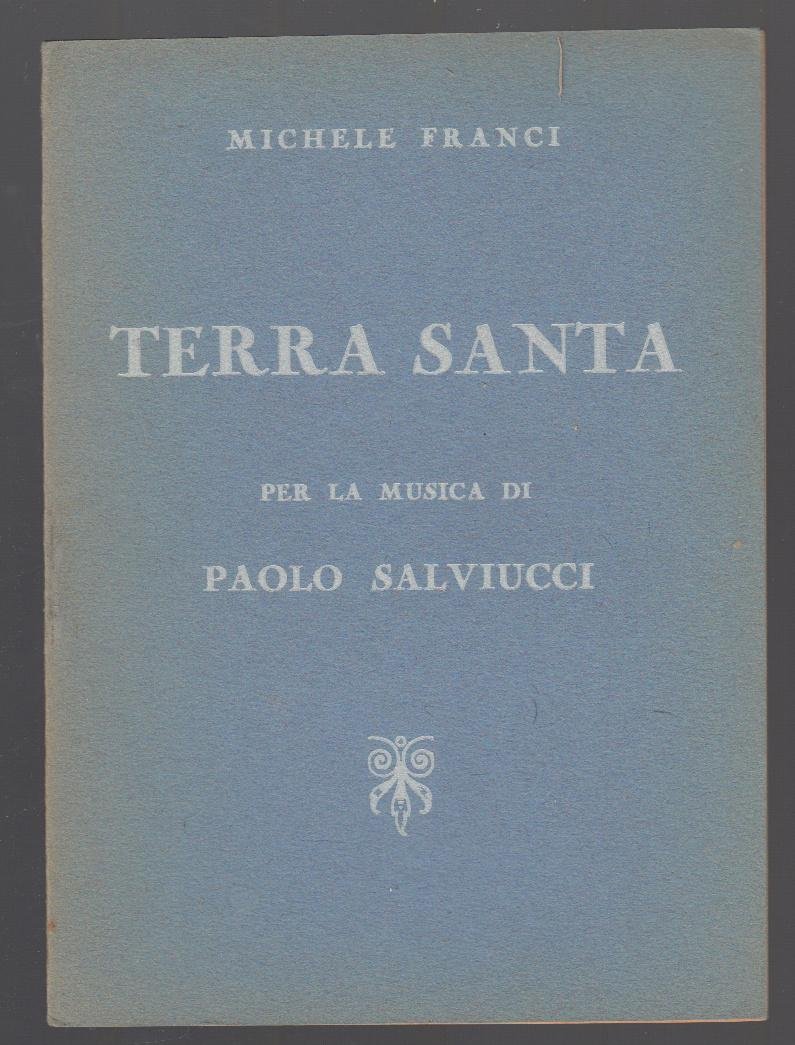 MICHELE FRANCI
TERRA SANTA
PER LA MUSICA DI
PAOLO SALVIUCCI